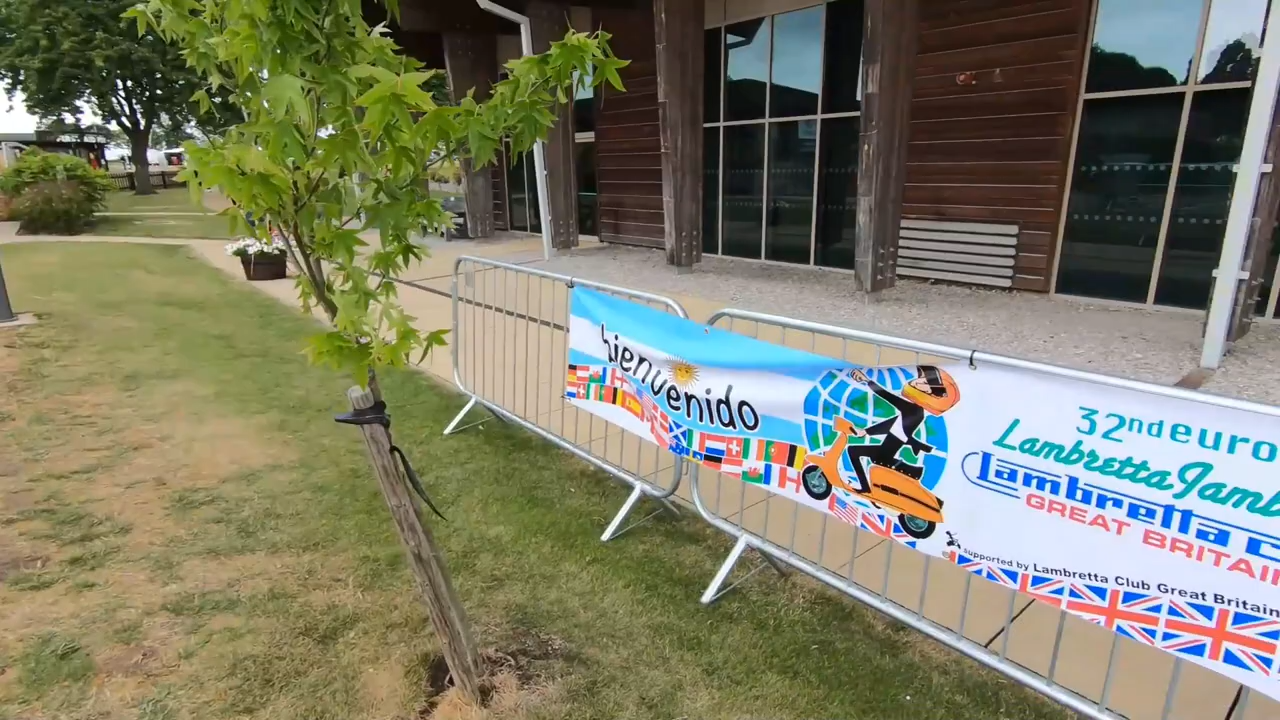 bienvenido
32nd euro
Lambretta Jamb
Lambretta C
GREAT BRITAIN
supported by Lambretta Club Great Britain